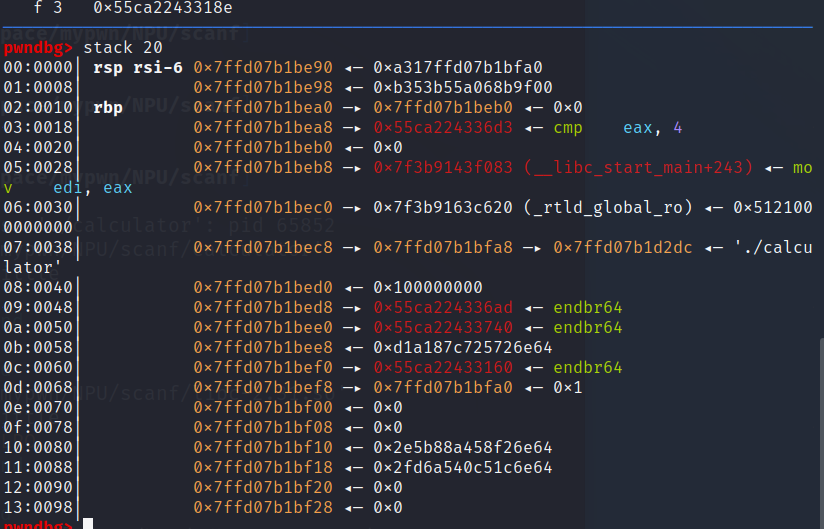 f 3   0×55ca2243318e
pwndbg> stack 20
00:0000│ rsp rsi-6 0×7ffd07b1be90 ◂— 0×a317ffd07b1bfa0
01:0008│           0×7ffd07b1be98 ◂— 0×b353b55a068b9f00
02:0010│ rbp       0×7ffd07b1bea0 —▸ 0×7ffd07b1beb0 ◂— 0×0
03:0018│           0×7ffd07b1bea8 —▸ 0×55ca224336d3 ◂— cmp    eax, 4
04:0020│           0×7ffd07b1beb0 ◂— 0×0
05:0028│           0×7ffd07b1beb8 —▸ 0×7f3b9143f083 (__libc_start_main+243) ◂— mo
v    edi, eax
06:0030│           0×7ffd07b1bec0 —▸ 0×7f3b9163c620 (_rtld_global_ro) ◂— 0×512100
0000000
07:0038│           0×7ffd07b1bec8 —▸ 0×7ffd07b1bfa8 —▸ 0×7ffd07b1d2dc ◂— './calcu
lator'
08:0040│           0×7ffd07b1bed0 ◂— 0×100000000
09:0048│           0×7ffd07b1bed8 —▸ 0×55ca224336ad ◂— endbr64
0a:0050│           0×7ffd07b1bee0 —▸ 0×55ca22433740 ◂— endbr64
0b:0058│           0×7ffd07b1bee8 ◂— 0×d1a187c725726e64
0c:0060│           0×7ffd07b1bef0 —▸ 0×55ca22433160 ◂— endbr64
0d:0068│           0×7ffd07b1bef8 —▸ 0×7ffd07b1bfa0 ◂— 0×1
0e:0070│           0×7ffd07b1bf00 ◂— 0×0
0f:0078│           0×7ffd07b1bf08 ◂— 0×0
10:0080│           0×7ffd07b1bf10 ◂— 0×2e5b88a458f26e64
11:0088│           0×7ffd07b1bf18 ◂— 0×2fd6a540c51c6e64
12:0090│           0×7ffd07b1bf20 ◂— 0×0
13:0098│           0×7ffd07b1bf28 ◂— 0×0
pwndbg>